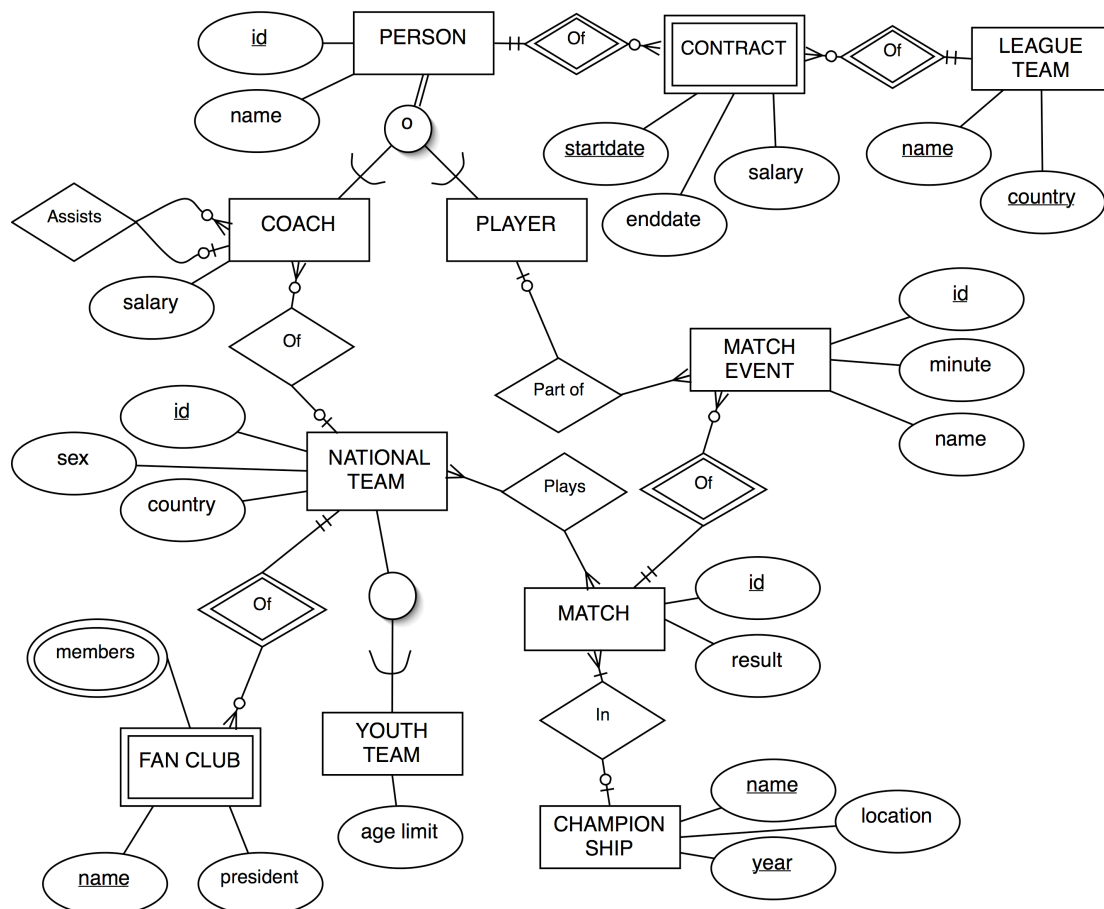 id
PERSON
Of
CONTRACT
Of
LEAGUE
TEAM
name
o
startdate
salary
name
enddate
country
Assists
COACH
PLAYER
salary
Of
id
MATCH
EVENT
minute
Part of
name
id
sex
NATIONAL
TEAM
country
Plays
Of
Of
MATCH
id
result
members
In
FAN CLUB
YOUTH
TEAM
name
location
age limit
CHAMPION
SHIP
year
name
president